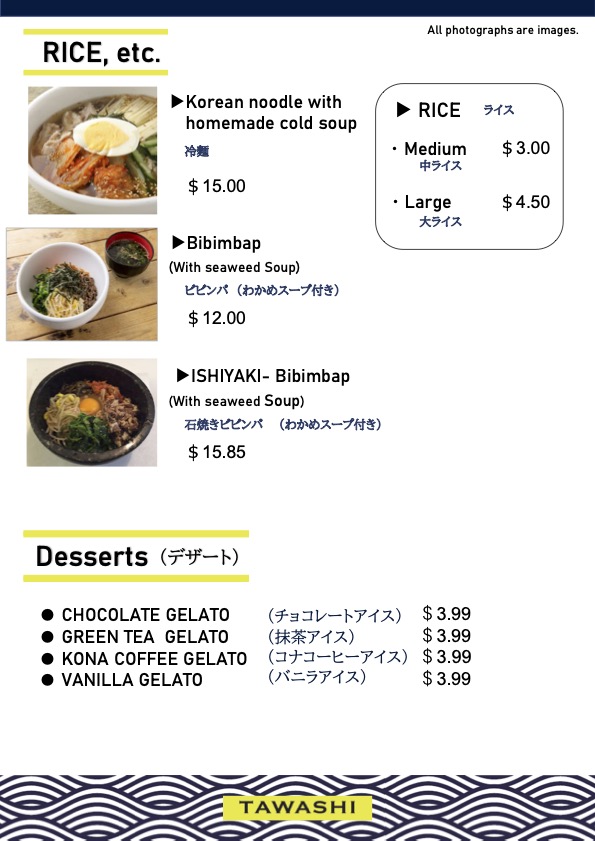 All photographs are images.
RICE, etc.
▶Korean noodle with
homemade cold soup
冷麺
$ 15.00
▶ RICE ライス
・ Medium $ 3.00
中ライス
・ Large $ 4.50
大ライス
▶Bibimbap
(With seaweed Soup)
ビビンパ （わかめスープ付き）
$ 12.00
▶ISHIYAKI- Bibimbap
(With seaweed Soup)
石焼きビビンパ （わかめスープ付き）
$ 15.85
Desserts （デザート）
● CHOCOLATE GELATO （チョコレートアイス） $ 3.99
● GREEN TEA GELATO （抹茶アイス） $ 3.99
● KONA COFFEE GELATO （コナコーヒーアイス） $ 3.99
● VANILLA GELATO （バニラアイス） $ 3.99
TAWASHI